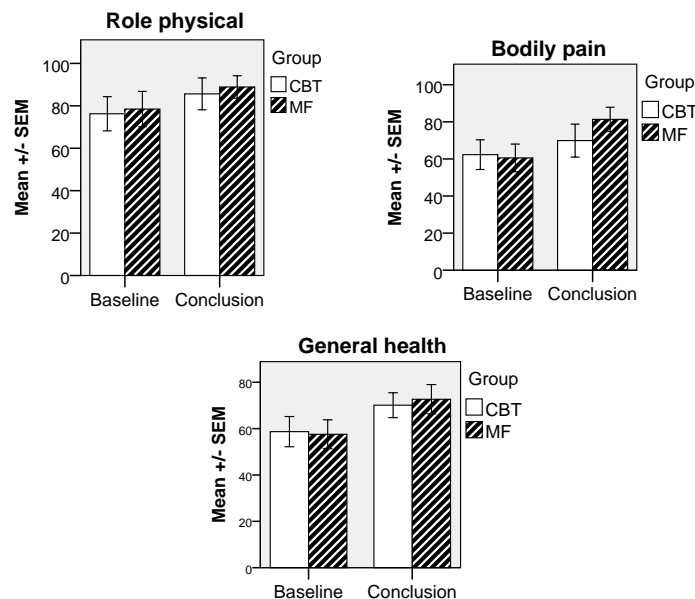 Role physical
Mean +/- SEM
100
80
60
40
20
0
Baseline Conclusion
Group
CBT
MF
Bodily pain
Mean +/- SEM
100
80
60
40
20
0
Baseline Conclusion
Group
CBT
MF
General health
Mean +/- SEM
80
60
40
20
0
Baseline Conclusion
Group
CBT
MF